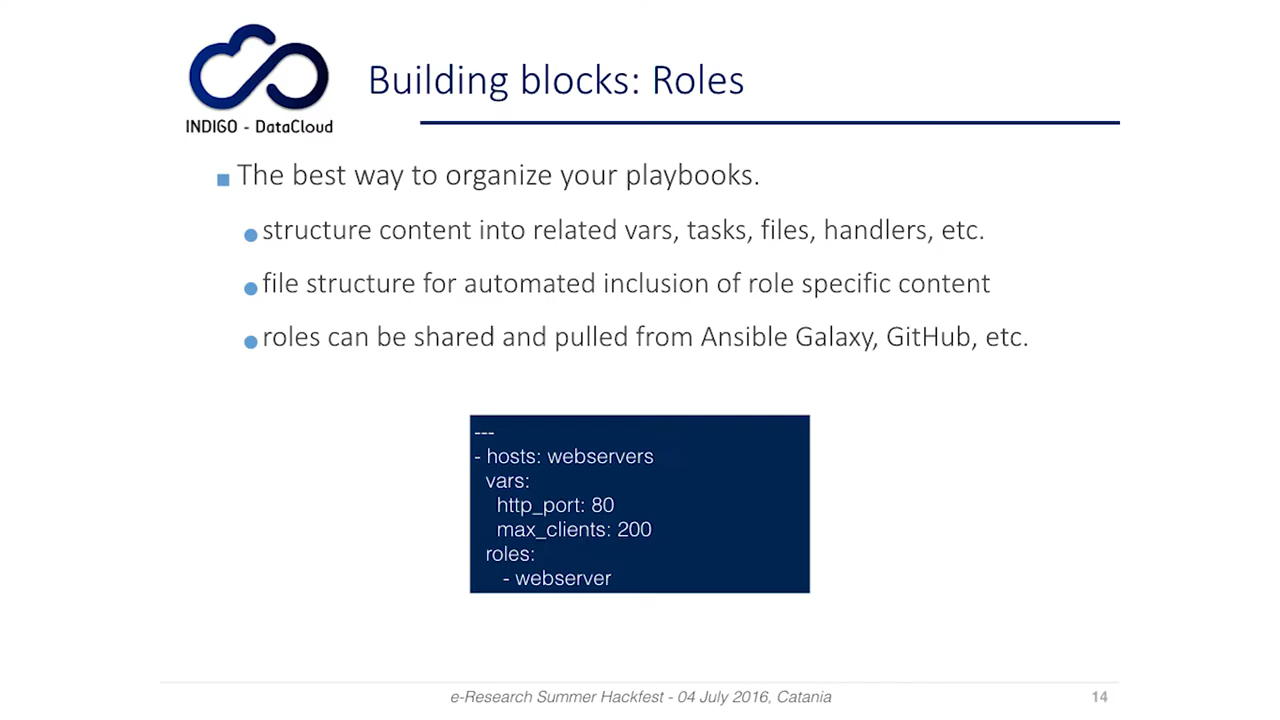 INDIGO - DataCloud
Building blocks: Roles
The best way to organize your playbooks.
structure content into related vars, tasks, files, handlers, etc.
file structure for automated inclusion of role specific content
roles can be shared and pulled from Ansible Galaxy, GitHub, etc.
---
- hosts: webservers
vars:
http_port: 80
max_clients: 200
roles:
- webserver
e-Research Summer Hackfest - 04 July 2016, Catania
14